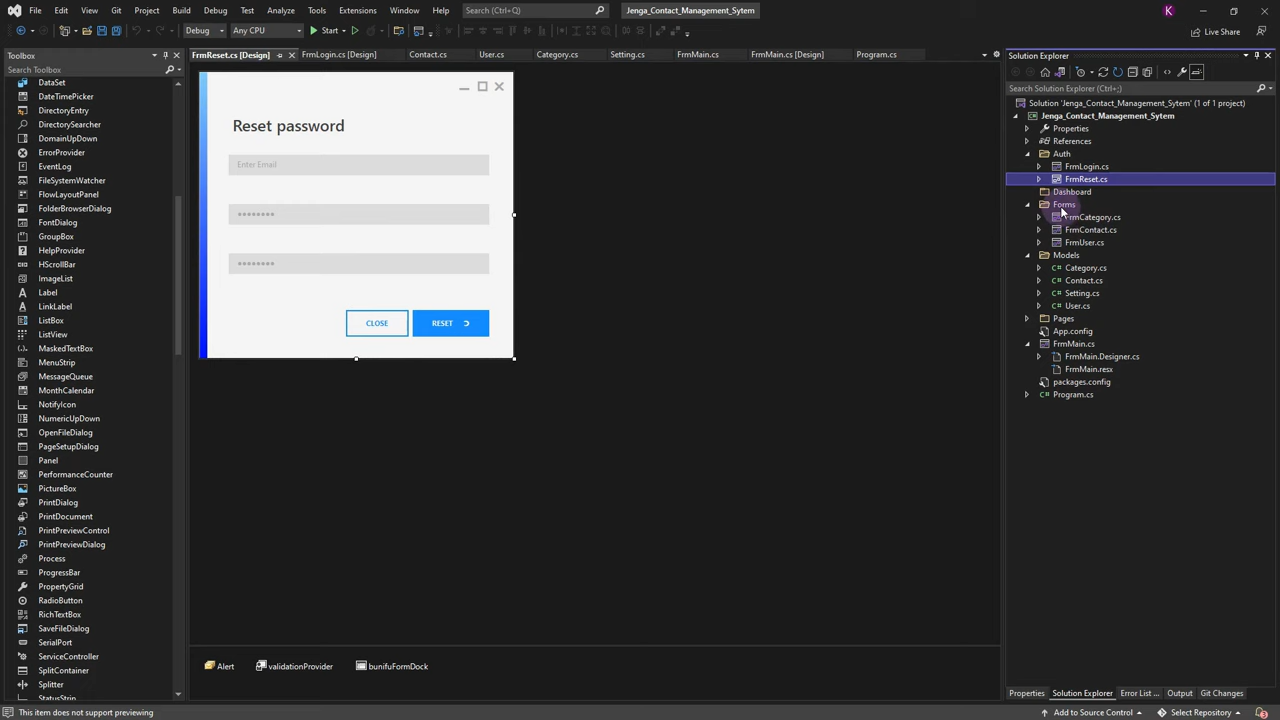 File Edit View Git Project Build Debug Test Analyze Tools Extensions Window Help Search (Ctrl+Q) Jenga_Contact_Management_Sytem K
Debug Any CPU Start Live Share
Toolbox
Search Toolbox
DataSet
DateTimePicker
DirectoryEntry
DirectorySearcher
DomainUpDown
ErrorProvider
EventLog
FileSystemWatcher
FlowLayoutPanel
FolderBrowserDialog
FontDialog
GroupBox
HelpProvider
HScrollBar
ImageList
Label
LinkLabel
ListBox
ListView
MaskedTextBox
MenuStrip
MessageQueue
MonthCalendar
NotifyIcon
NumericUpDown
OpenFileDialog
PageSetupDialog
Panel
PerformanceCounter
PictureBox
PrintDialog
PrintDocument
PrintPreviewControl
PrintPreviewDialog
Process
ProgressBar
PropertyGrid
RadioButton
RichTextBox
SaveFileDialog
SerialPort
ServiceController
SplitContainer
Splitter
StatusStrip
FrmReset.cs [Design] FrmLogin.cs [Design] Contact.cs User.cs Category.cs Setting.cs FrmMain.cs FrmMain.cs [Design] Program.cs
Reset password
Enter Email
••••••••
••••••••
CLOSE RESET
Alert validationProvider bunifuFormDock
Solution Explorer
Search Solution Explorer (Ctrl+;)
Solution 'Jenga_Contact_Management_Sytem' (1 of 1 project)
Jenga_Contact_Management_Sytem
Properties
References
Auth
FrmLogin.cs
FrmReset.cs
Dashboard
Forms
FrmCategory.cs
FrmContact.cs
FrmUser.cs
Models
Category.cs
Contact.cs
Setting.cs
User.cs
Pages
App.config
FrmMain.cs
FrmMain.Designer.cs
FrmMain.resx
packages.config
Program.cs
Properties Solution Explorer Error List ... Output Git Changes
This item does not support previewing Add to Source Control Select Repository 3